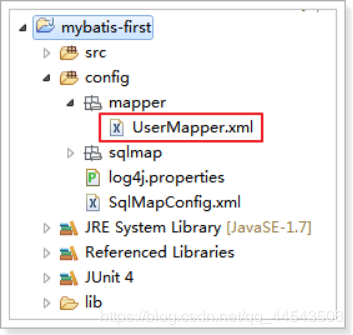 mybatis-first
src
config
mapper
UserMapper.xml
sqlmap
log4j.properties
SqlMapConfig.xml
JRE System Library [JavaSE-1.7]
Referenced Libraries
JUnit 4
lib
https://blog.csdn.net/qq_44543508